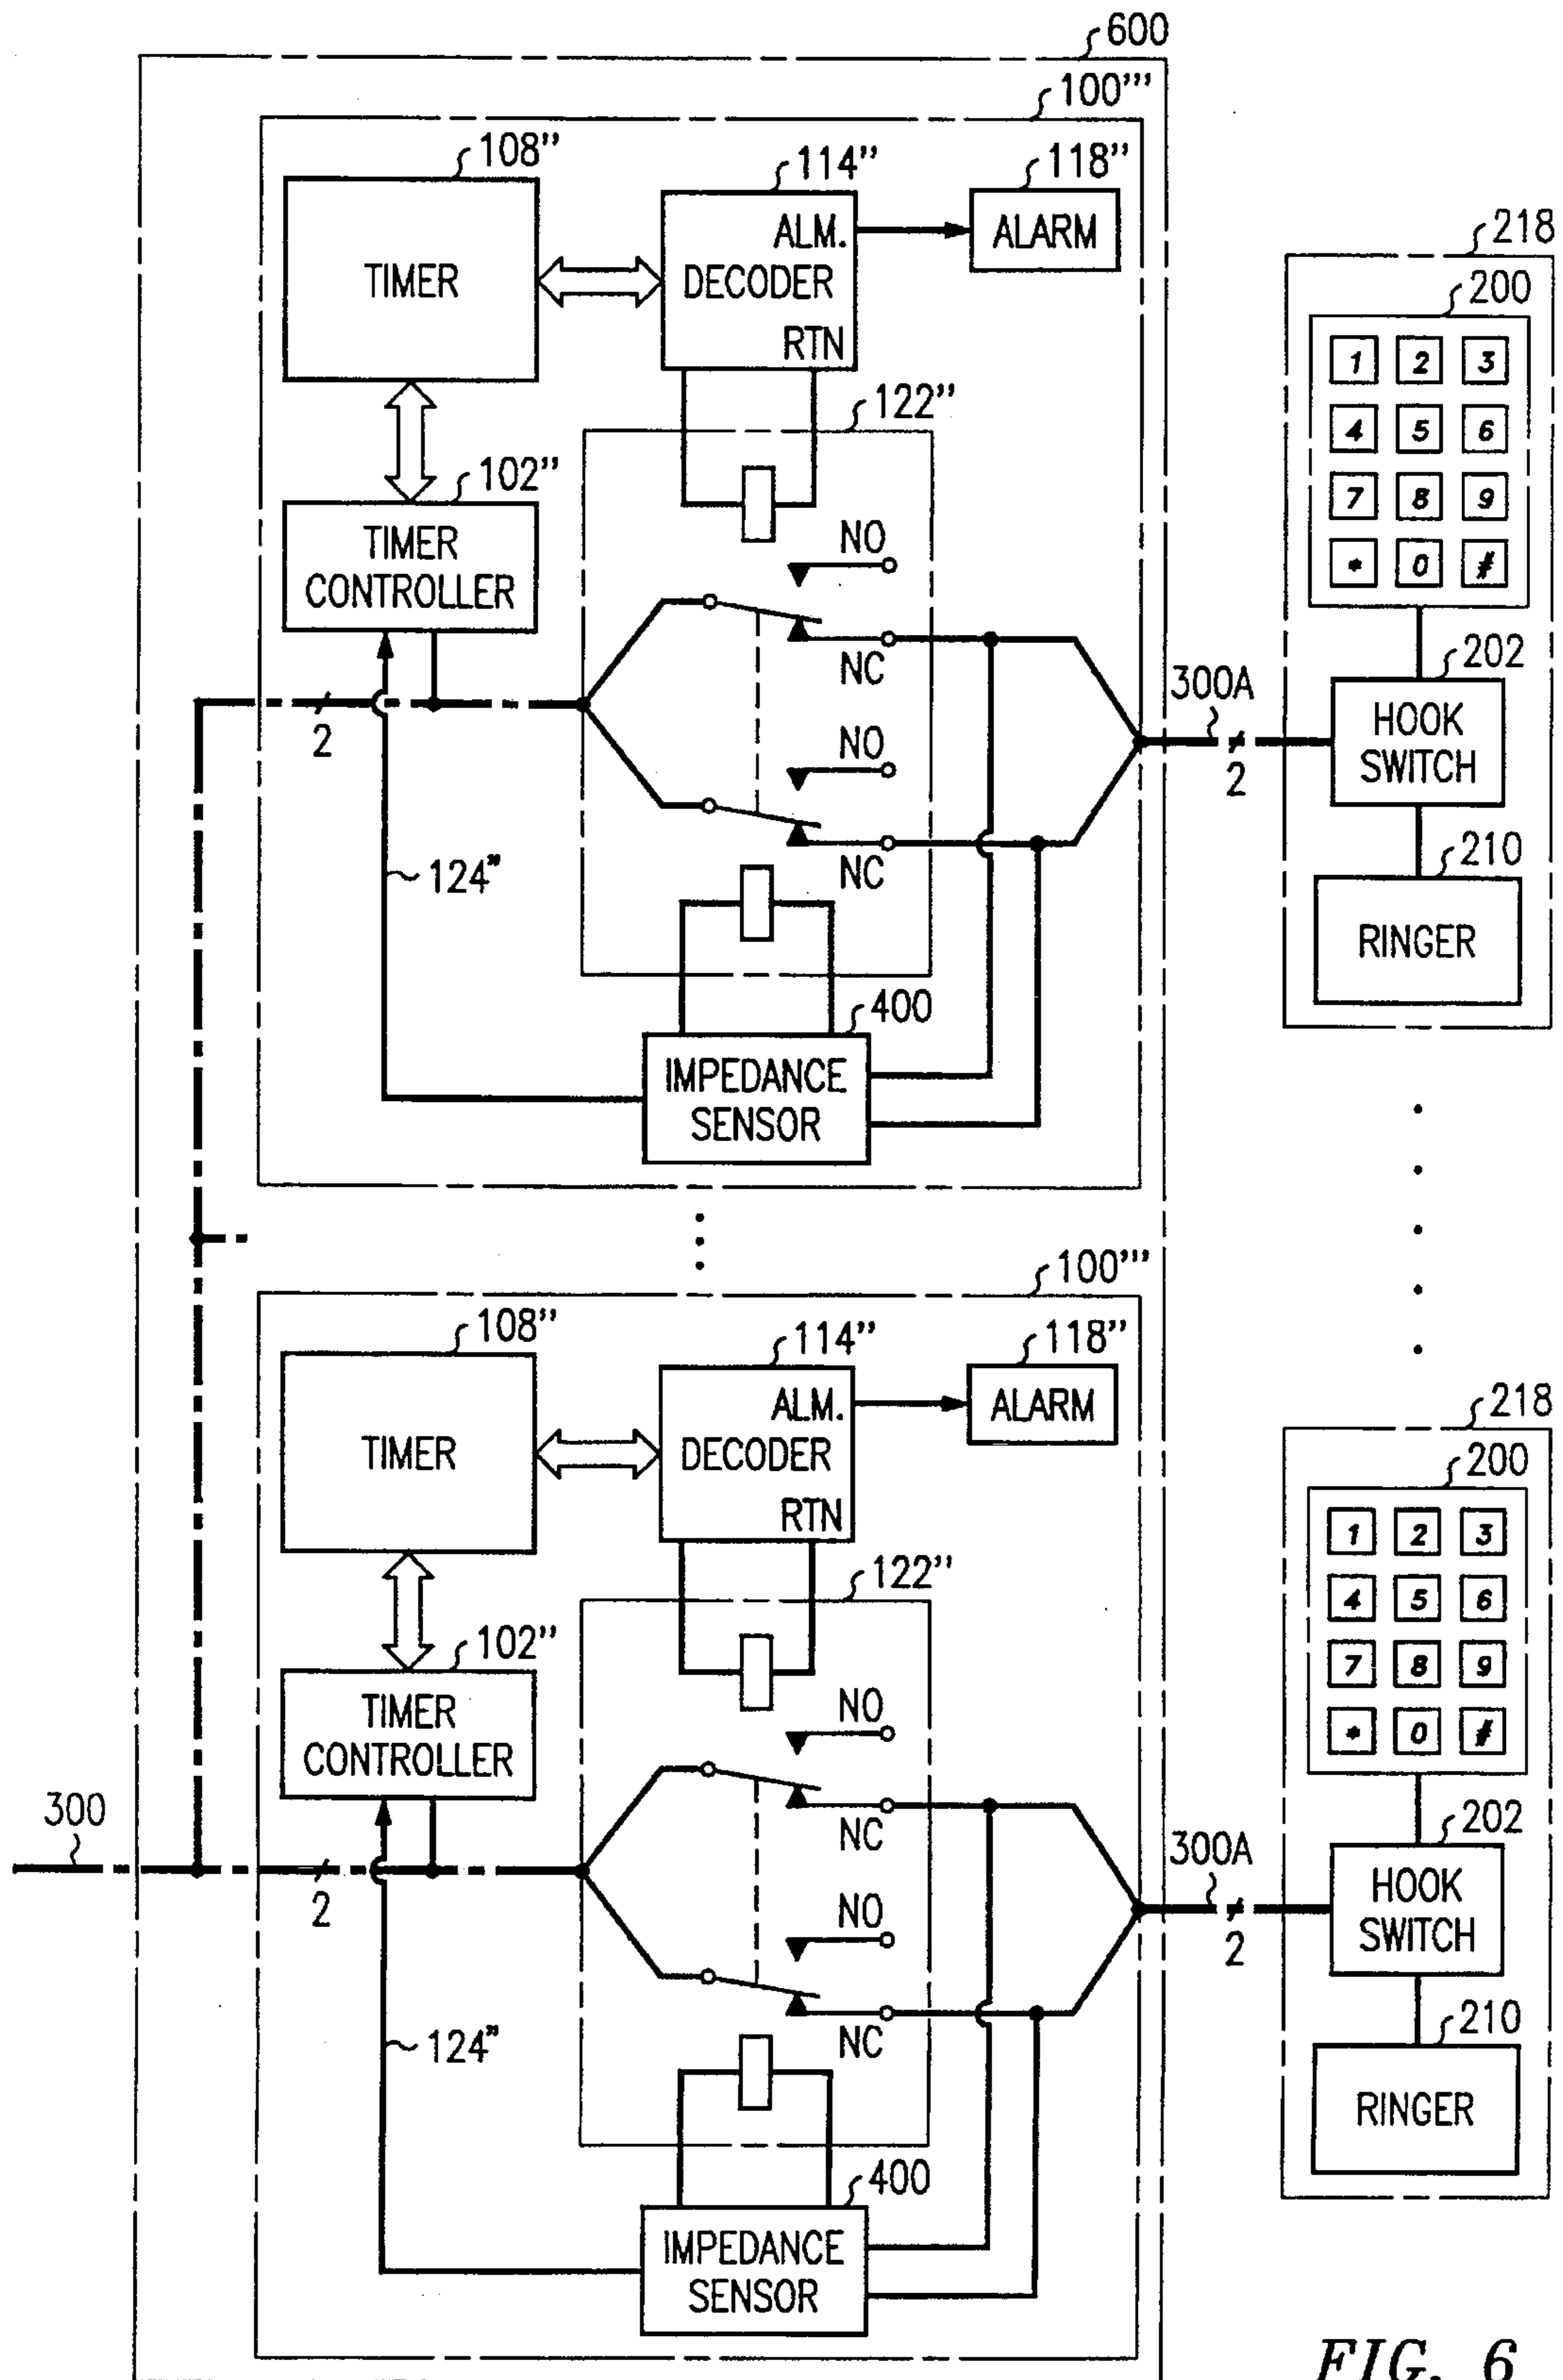 600
100'''
108''
114''
118''
TIMER
ALM.
DECODER
RTN
ALARM
218
200
1 2 3
4 5 6
7 8 9
* 0 #
122''
102''
TIMER
CONTROLLER
NO
NC
202
300A
HOOK
SWITCH
2
2
NO
NC
210
RINGER
124''
400
IMPEDANCE
SENSOR
100'''
108''
114''
118''
TIMER
ALM.
DECODER
RTN
ALARM
218
200
1 2 3
4 5 6
7 8 9
* 0 #
122''
102''
TIMER
CONTROLLER
NO
NC
300
202
300A
HOOK
SWITCH
2
2
NO
NC
210
RINGER
124''
400
IMPEDANCE
SENSOR
FIG. 6